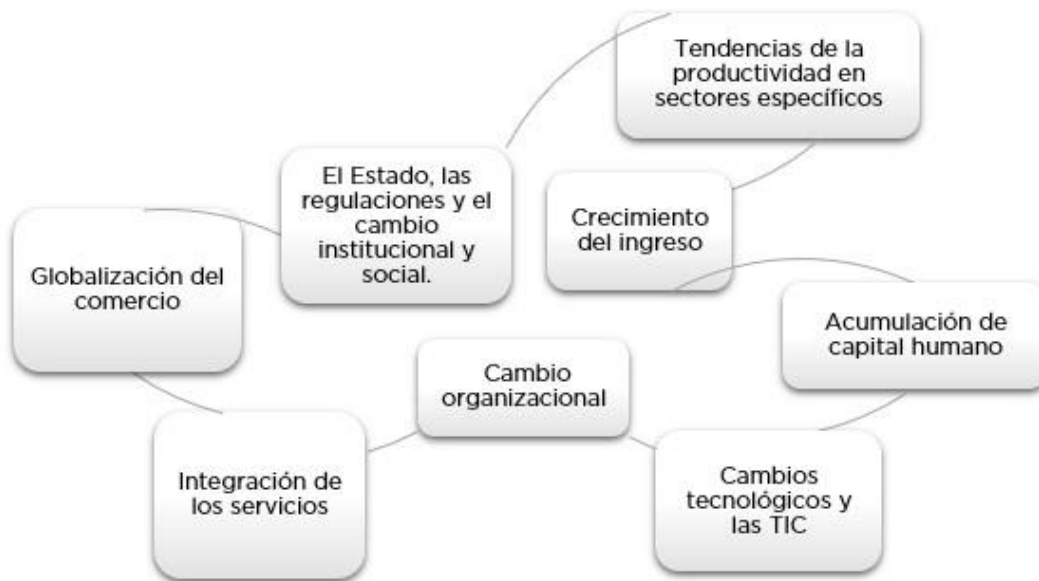 Tendencias de la
productividad en
sectores específicos
El Estado, las
regulaciones y el
cambio
institucional y
social.
Crecimiento
del ingreso
Globalización del
comercio
Acumulación de
capital humano
Cambio
organizacional
Integración de
los servicios
Cambios
tecnológicos y
las TIC